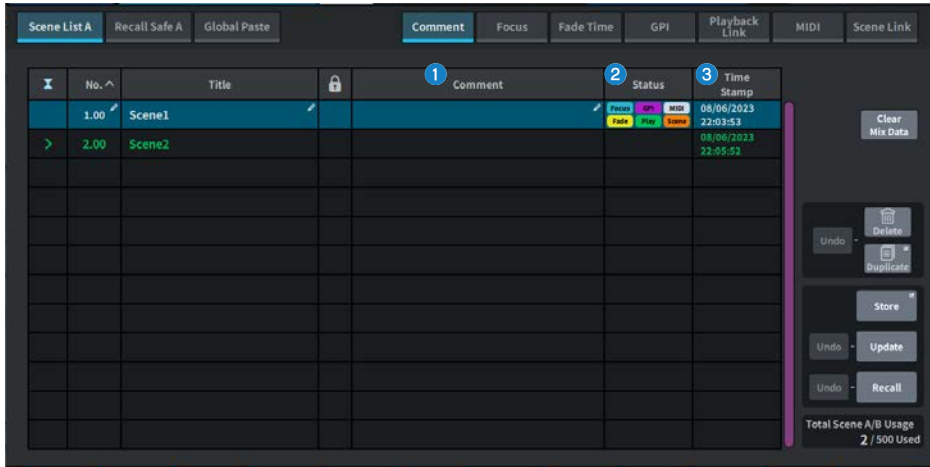 Scene List A
Recall Safe A
Global Paste
Comment
Focus
Fade Time
GPI
Playback
Link
MIDI
Scene Link
No.
Title
1
Comment
2
Status
3
Time
Stamp
1.00
Scene1
Focus
GPI
MIDI
Fade
Play
Scene
08/06/2023
22:03:53
> 2.00
Scene2
08/06/2023
22:05:52
Clear
Mix Data
Undo
Delete
Duplicate
Store
Undo
Update
Undo
Recall
Total Scene A/B Usage
2 / 500 Used